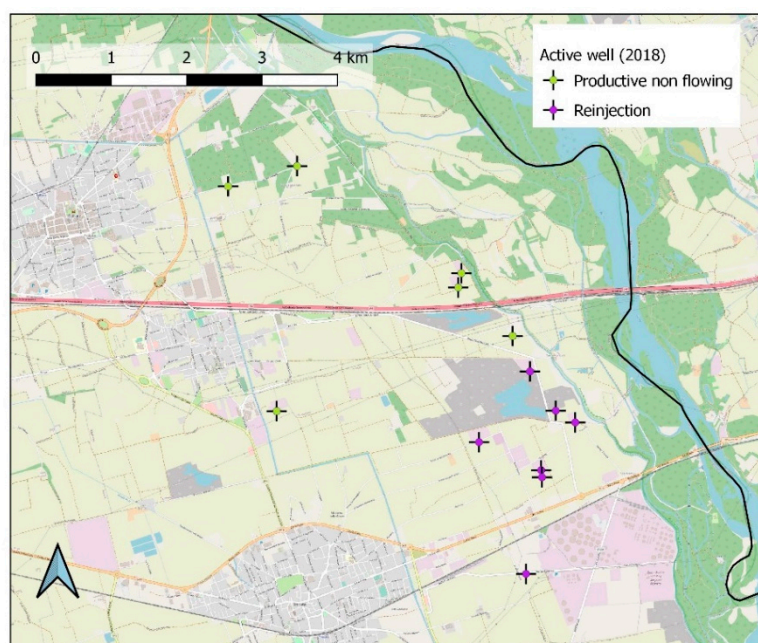 0 1 2 3 4 km
Active well (2018)
Productive non flowing
Reinjection